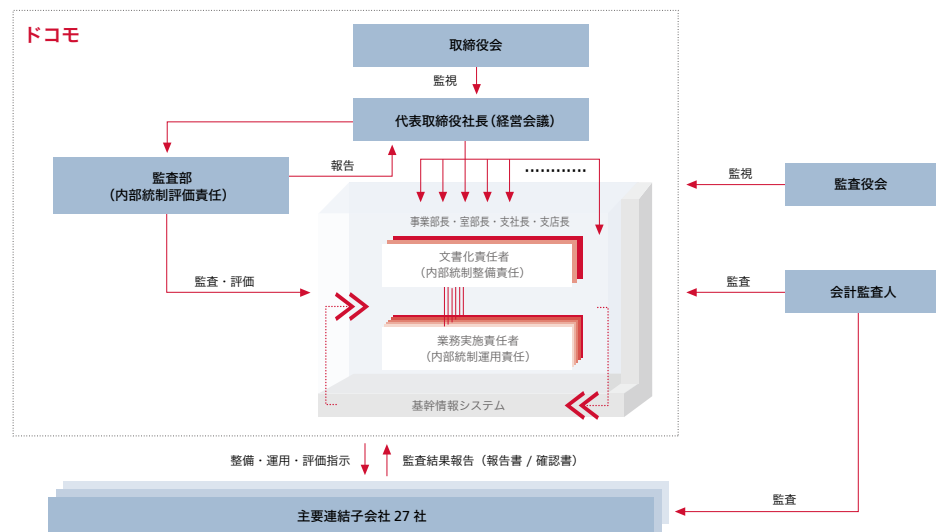 ドコモ
取締役会
監視
代表取締役社長(経営会議)
報告
監査部
(内部統制評価責任)
監視
監査役会
事業部長・室部長・支社長・支店長
文書化責任者
(内部統制整備責任)
監査・評価
監査
会計監査人
業務実施責任者
(内部統制運用責任)
基幹情報システム
整備・運用・評価指示
監査結果報告(報告書 / 確認書)
監査
主要連結子会社 27 社